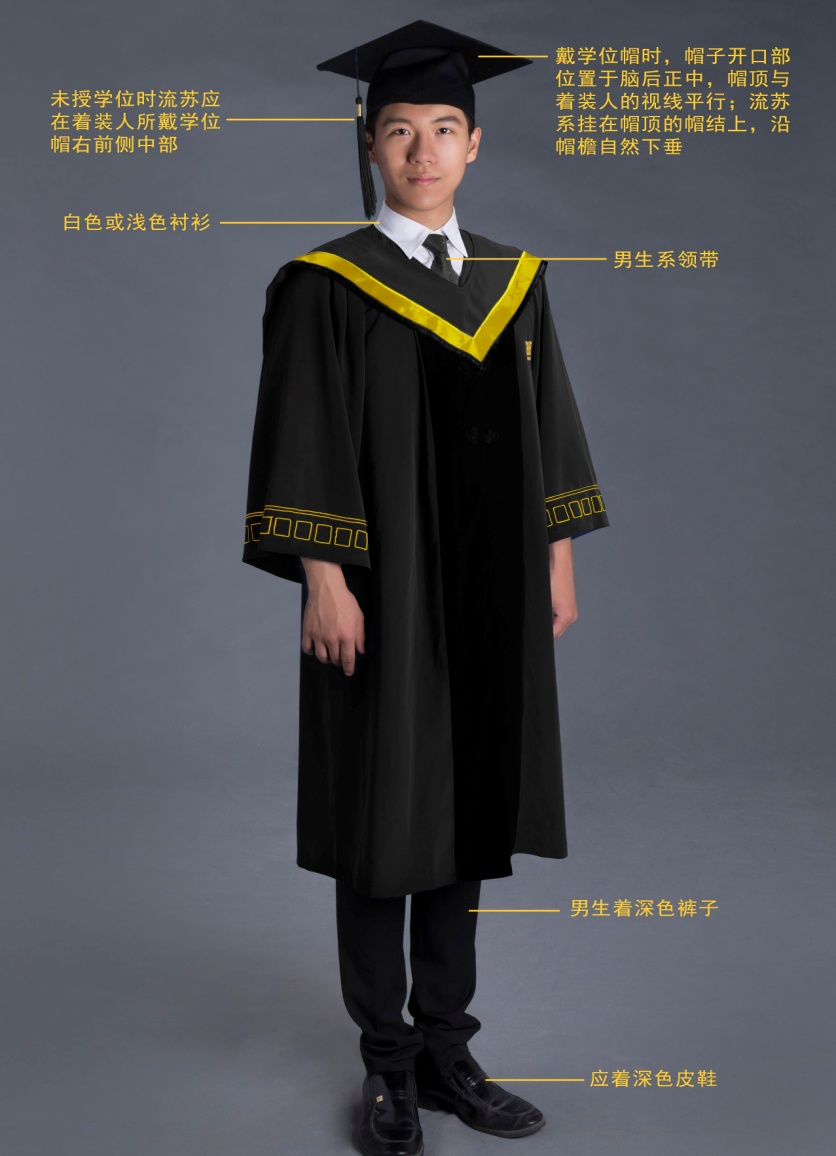 戴学位帽时，帽子开口部
位置于脑后正中，帽顶与
着装人的视线平行；流苏
系挂在帽顶的帽结上，沿
帽檐自然下垂
未授学位时流苏应
在着装人所戴学位
帽右前侧中部
白色或浅色衬衫
男生系领带
男生着深色裤子
应着深色皮鞋